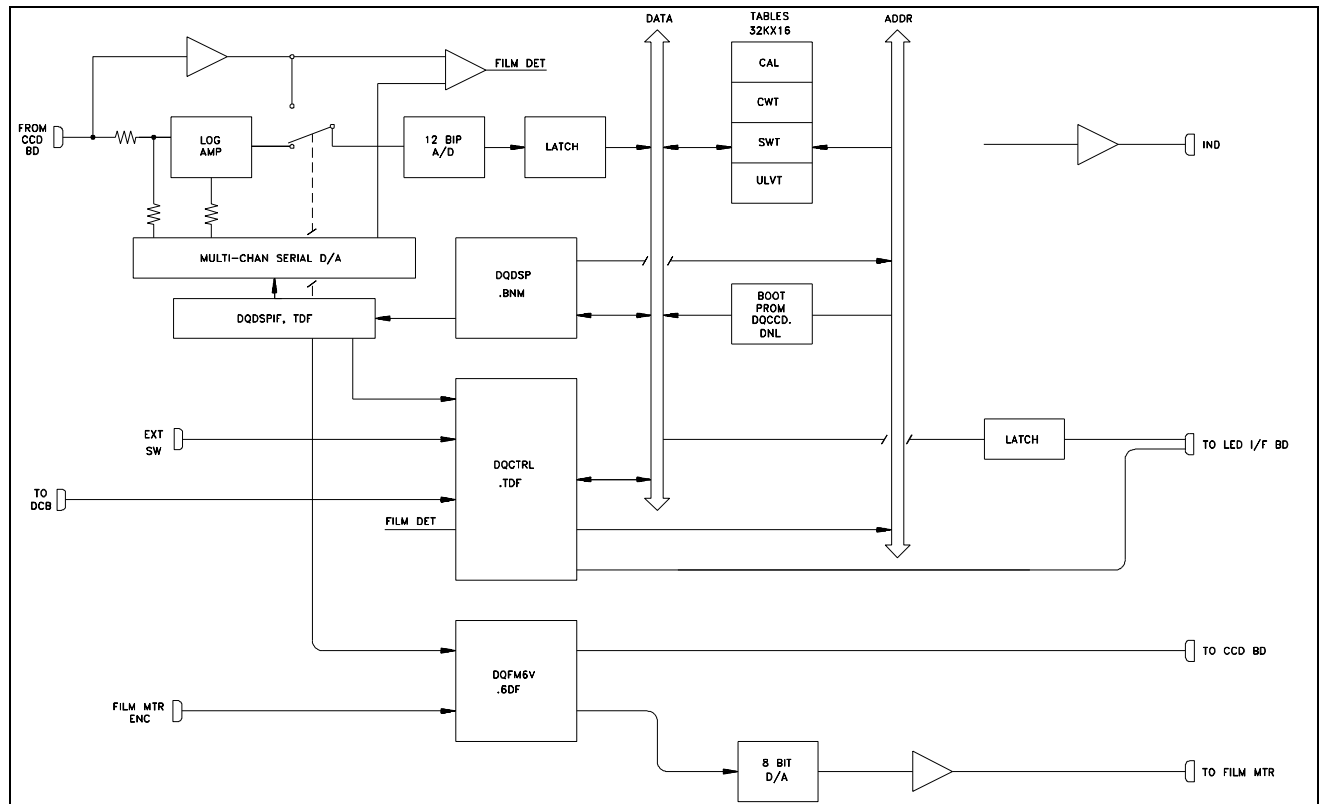 DATA
TABLES
32KX16
ADDR
CAL
CWT
SWT
ULVT
FILM DET
FROM
CCD
BD
LOG
AMP
12 BIP
A/D
LATCH
IND
MULTI-CHAN SERIAL D/A
DQDSP
.BNM
BOOT
PROM
DQCCD.
DNL
DQDSPIF, TDF
EXT
SW
DQCTRL
.TDF
LATCH
TO LED I/F BD
TO
DCB
FILM DET
DQFM6V
.6DF
TO CCD BD
FILM MTR
ENC
8 BIT
D/A
TO FILM MTR